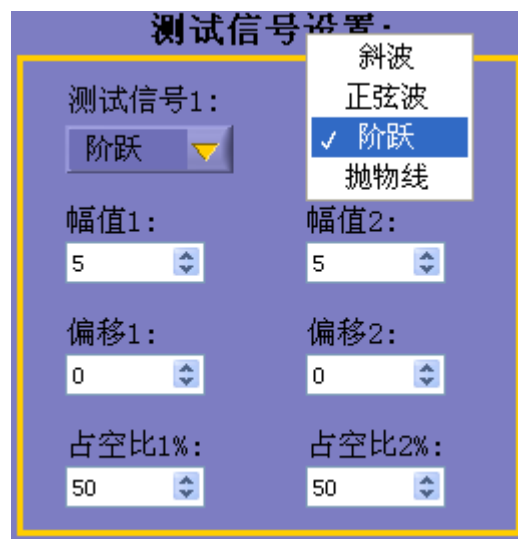 测试信号设置:
斜波
正弦波
✓ 阶跃
抛物线
测试信号1:
阶跃
幅值1: 幅值2:
5 5
偏移1: 偏移2:
0 0
占空比1%: 占空比2%:
50 50